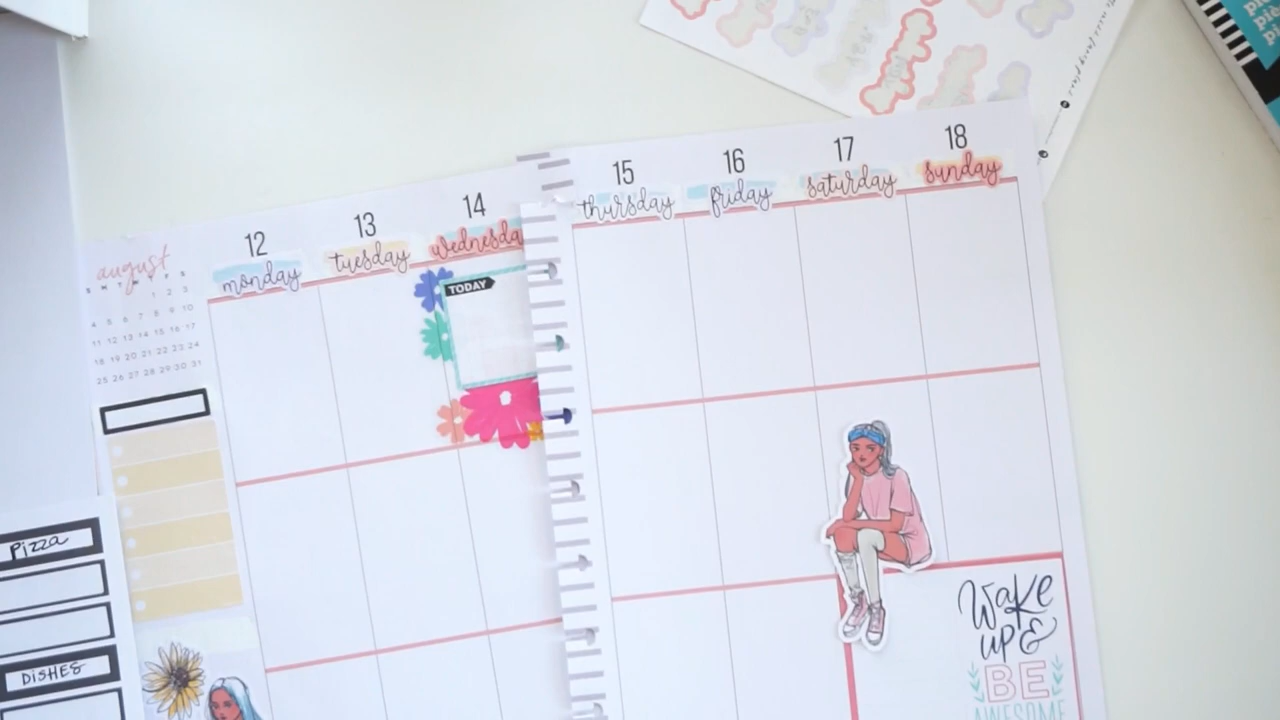 august
S M T W T F S
1 2 3
4 5 6 7 8 9 10
11 12 13 14 15 16 17
18 19 20 21 22 23 24
25 26 27 28 29 30 31
12
monday
13
tuesday
14
wednesda
TODAY
15
thursday
16
friday
17
saturday
18
sunday
Pizza
DISHES
Wake
up &
BE
AWESOME